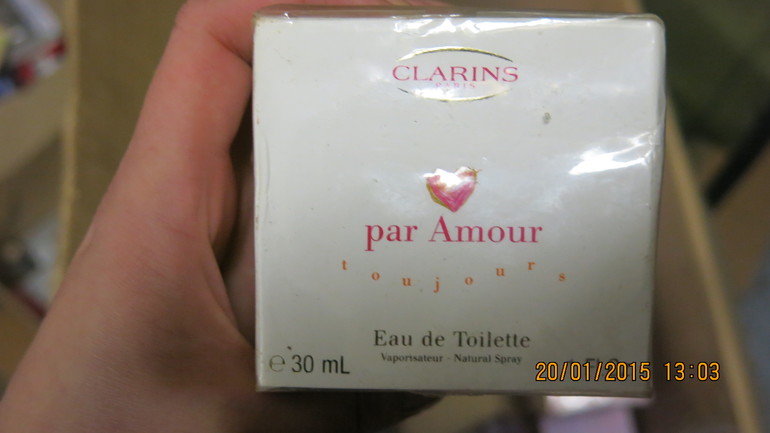 CLARINS
PARIS
par Amour
toujours
Eau de Toilette
Vaporisateur - Natural Spray
℮ 30 mL
20/01/2015 13:03